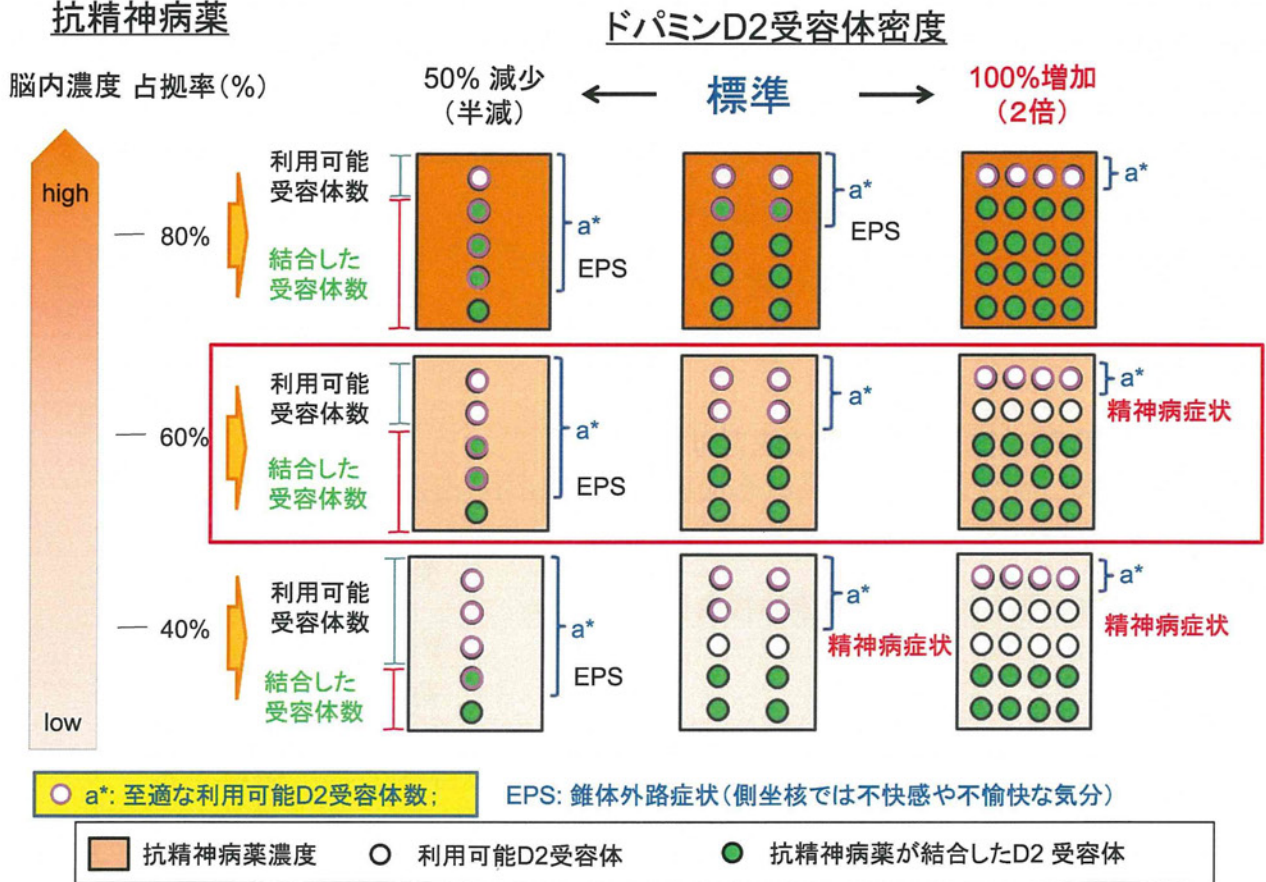 抗精神病薬
ドパミンD2受容体密度
脳内濃度 占拠率(%)
50% 減少
(半減)
標準
100%増加
(2倍)
high
80%
利用可能
受容体数
結合した
受容体数
a*
EPS
a*
EPS
a*
60%
利用可能
受容体数
結合した
受容体数
a*
EPS
a*
a*
精神病症状
40%
利用可能
受容体数
結合した
受容体数
a*
EPS
a*
精神病症状
a*
精神病症状
low
a*: 至適な利用可能D2受容体数;
EPS: 錐体外路症状(側坐核では不快感や不愉快な気分)
抗精神病薬濃度
利用可能D2受容体
抗精神病薬が結合したD2 受容体